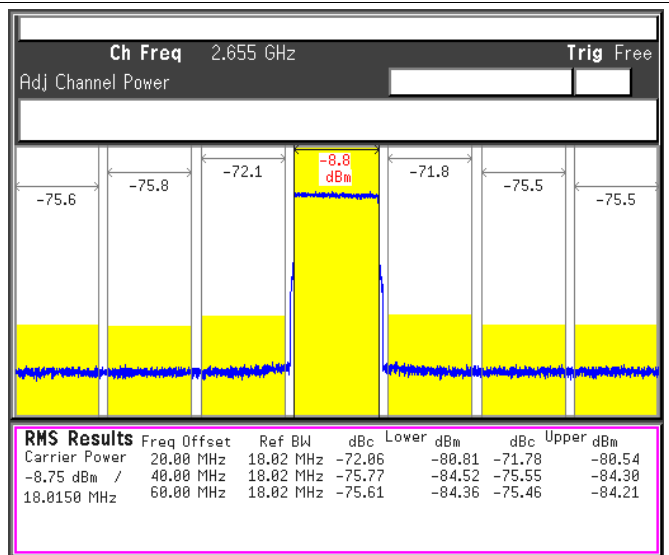 Ch Freq 2.655 GHz Trig Free
Adj Channel Power
-75.6 -75.8 -72.1 -8.8 dBm -71.8 -75.5 -75.5
RMS Results Freq Offset Ref BW dBc Lower dBm dBc Upper dBm
Carrier Power 20.00 MHz 18.02 MHz -72.06 -80.81 -71.78 -80.54
-8.75 dBm / 40.00 MHz 18.02 MHz -75.77 -84.52 -75.55 -84.30
18.0150 MHz 60.00 MHz 18.02 MHz -75.61 -84.36 -75.46 -84.21